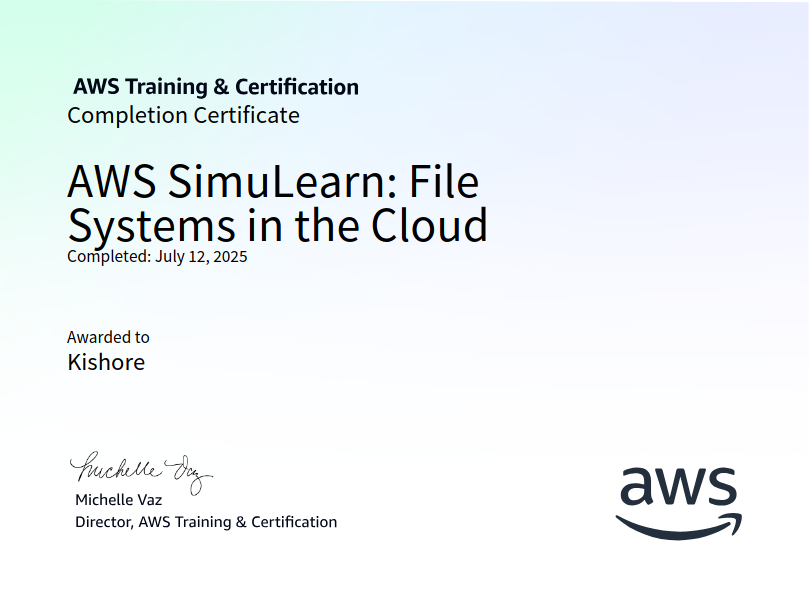 AWS Training & Certification
Completion Certificate
AWS SimuLearn: File
Systems in the Cloud
Completed: July 12, 2025
Awarded to
Kishore
Michelle Vaz
Michelle Vaz
Director, AWS Training & Certification
aws